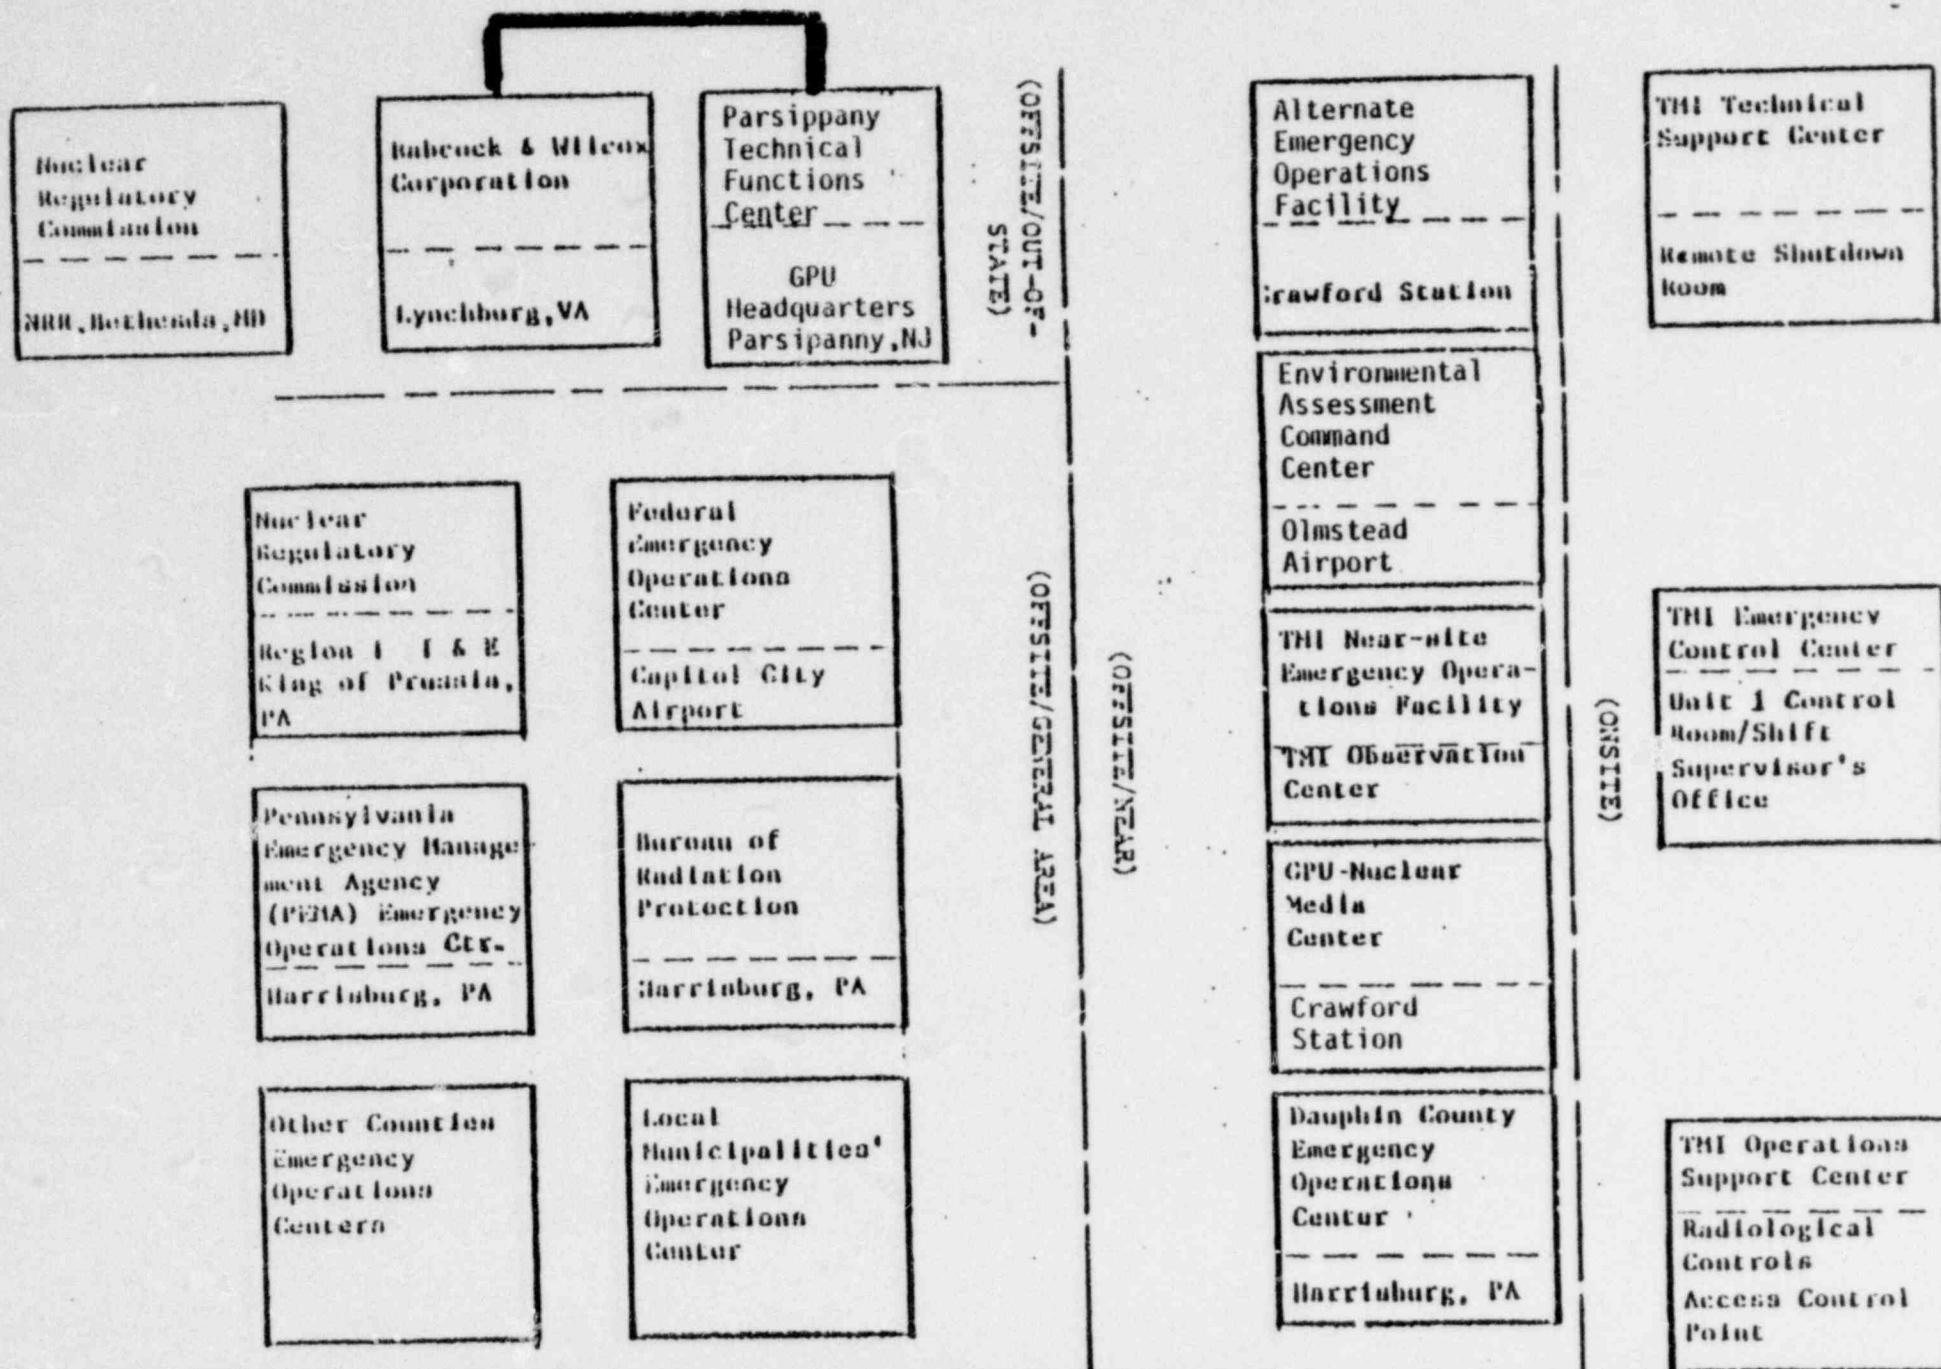 Nuclear
Regulatory
Commission
NRR, Bethesda, MD
Babcock & Wilcox
Corporation
Lynchburg, VA
Parsippany
Technical
Functions
Center
GPU
Headquarters
Parsipanny, NJ
(OFFSITE/OUT-OF-
STATE)
Nuclear
Regulatory
Commission
Region I I & E
King of Prussia,
PA
Federal
Emergency
Operations
Center
Capitol City
Airport
Pennsylvania
Emergency Manage-
ment Agency
(PEMA) Emergency
Operations Ctr.
Harrisburg, PA
Bureau of
Radiation
Protection
Harrisburg, PA
Other Counties
Emergency
Operations
Centers
Local
Municipalities'
Emergency
Operations
Center
(OFFSITE/GENERAL AREA)
(OFFSITE/NEAR)
Alternate
Emergency
Operations
Facility
Crawford Station
Environmental
Assessment
Command
Center
Olmstead
Airport
TMI Near-site
Emergency Opera-
tions Facility
TMI Observation
Center
GPU-Nuclear
Media
Center
Crawford
Station
Dauphin County
Emergency
Operations
Center
Harrisburg, PA
(ONSITE)
TMI Technical
Support Center
Remote Shutdown
Room
TMI Emergency
Control Center
Unit 1 Control
Room/Shift
Supervisor's
Office
TMI Operations
Support Center
Radiological
Controls
Access Control
Point